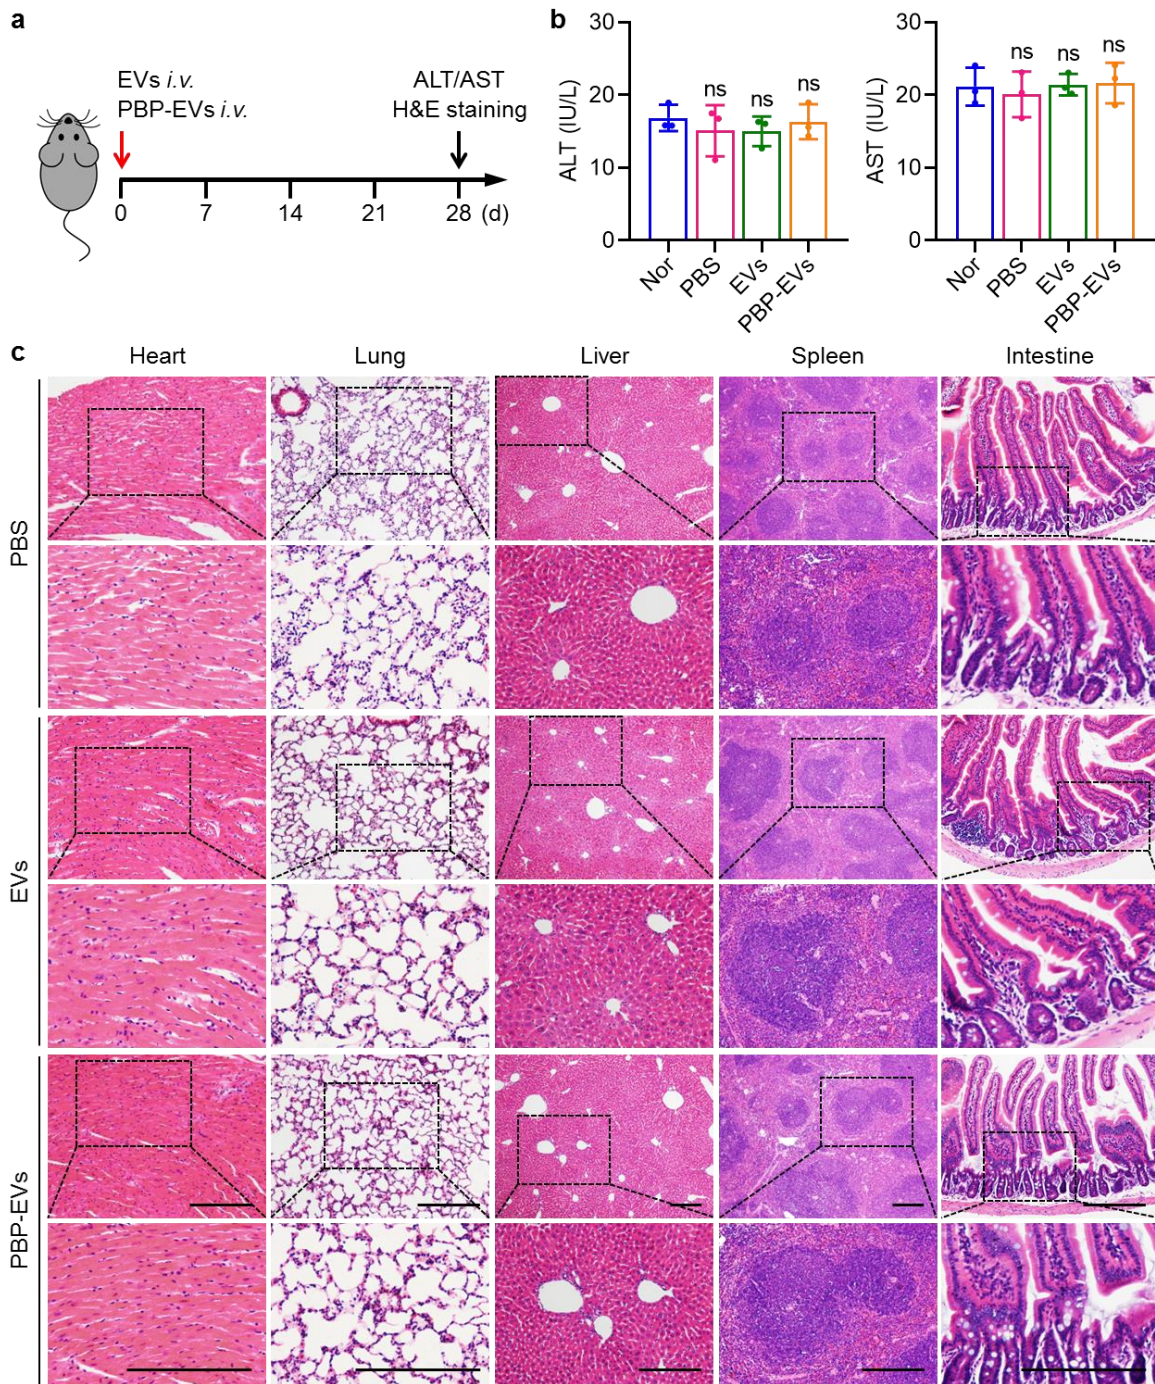 a
EVs i.v.
PBP-EVs i.v.
ALT/AST
H&E staining
0 7 14 21 28 (d)
b
30
20
10
0
ALT (IU/L)
ns ns ns
Nor PBS EVs PBP-EVs
30
20
10
0
AST (IU/L)
ns ns ns
Nor PBS EVs PBP-EVs
c
Heart Lung Liver Spleen Intestine
PBS
EVs
PBP-EVs